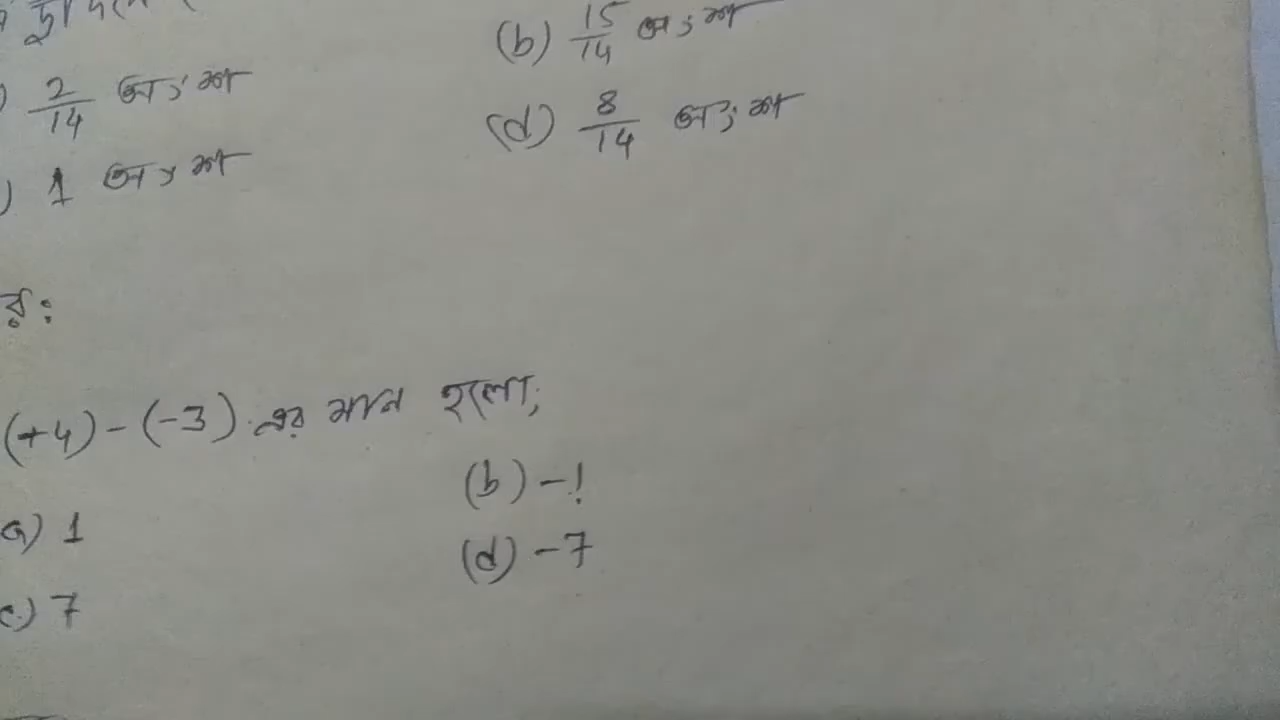 (b) 15/14 অংশ
) 2/14 অংশ
(d) 8/14 অংশ
) 1 অংশ
র:
(+4) - (-3) এর মান হলো;
a) 1
(b) -1
c) 7
(d) -7